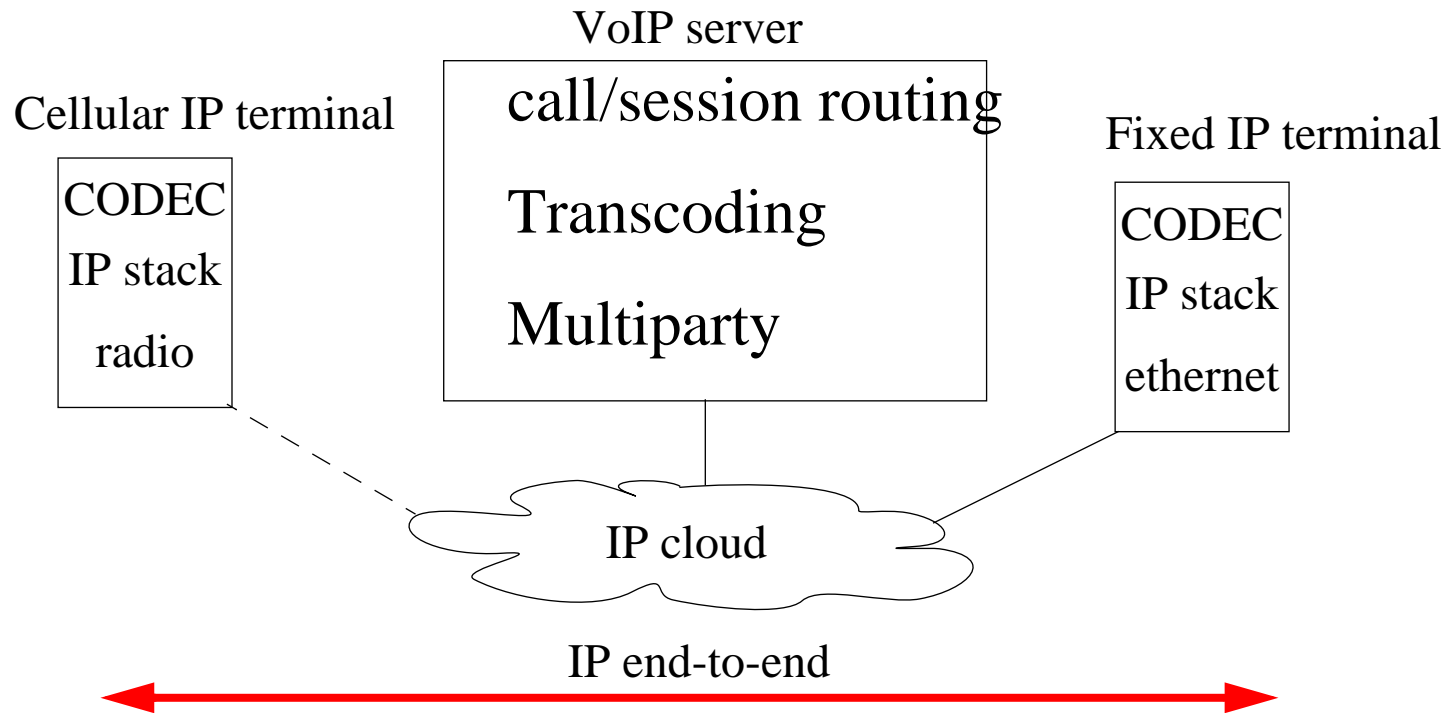 VoIP server
call/session routing
Transcoding
Multiparty
Cellular IP terminal
CODEC
IP stack
radio
Fixed IP terminal
CODEC
IP stack
ethernet
IP cloud
IP end-to-end